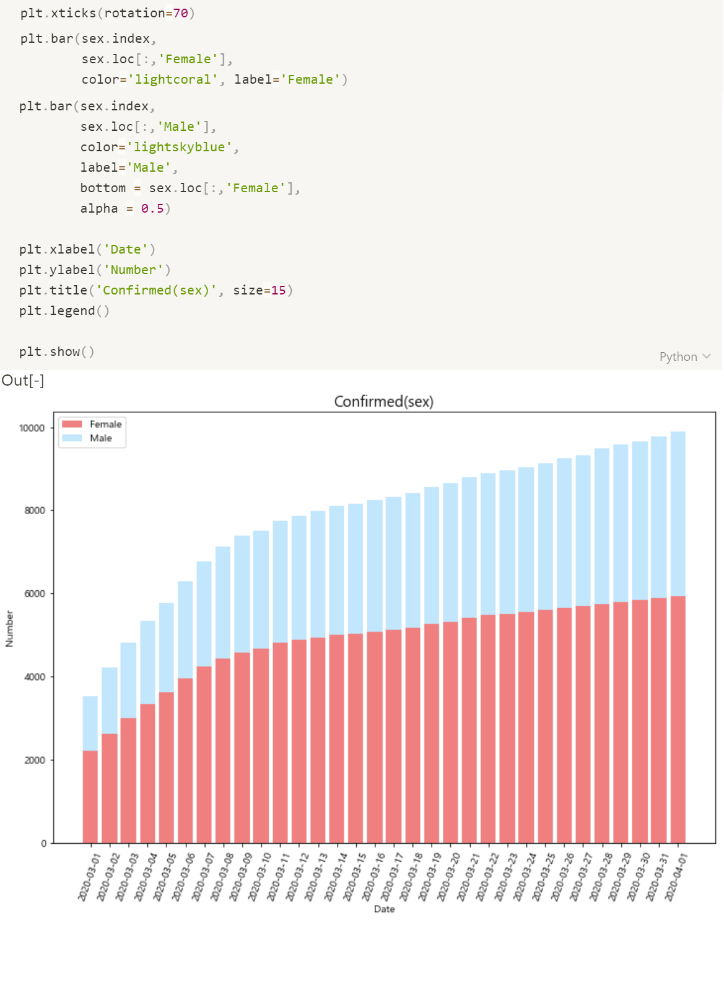 plt.xticks(rotation=70)
plt.bar(sex.index,
        sex.loc[:,'Female'],
        color='lightcoral', label='Female')
plt.bar(sex.index,
        sex.loc[:,'Male'],
        color='lightskyblue',
        label='Male',
        bottom = sex.loc[:,'Female'],
        alpha = 0.5)
plt.xlabel('Date')
plt.ylabel('Number')
plt.title('Confirmed(sex)', size=15)
plt.legend()
plt.show()
Python
Out[-]
Confirmed(sex)
Female
Male
10000
8000
6000
4000
2000
0
Number
2020-03-01
2020-03-02
2020-03-03
2020-03-04
2020-03-05
2020-03-06
2020-03-07
2020-03-08
2020-03-09
2020-03-10
2020-03-11
2020-03-12
2020-03-13
2020-03-14
2020-03-15
2020-03-16
2020-03-17
2020-03-18
2020-03-19
2020-03-20
2020-03-21
2020-03-22
2020-03-23
2020-03-24
2020-03-25
2020-03-26
2020-03-27
2020-03-28
2020-03-29
2020-03-30
2020-03-31
2020-04-01
Date